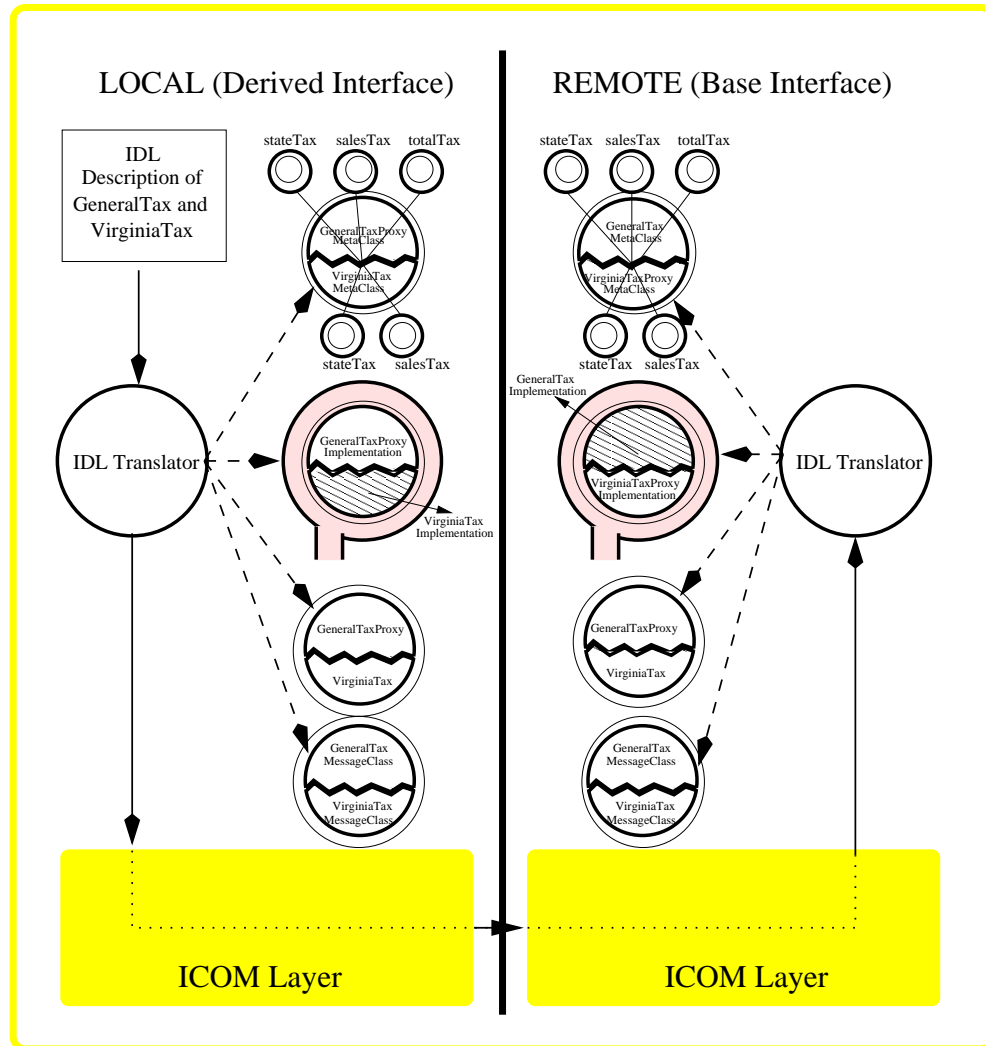 LOCAL (Derived Interface)
REMOTE (Base Interface)
IDL
Description of
GeneralTax and
VirginiaTax
stateTax
salesTax
totalTax
GeneralTaxProxy
MetaClass
VirginiaTax
MetaClass
stateTax
salesTax
IDL Translator
GeneralTaxProxy
Implementation
VirginiaTax
Implementation
GeneralTaxProxy
VirginiaTax
GeneralTax
MessageClass
VirginiaTax
MessageClass
ICOM Layer
stateTax
salesTax
totalTax
GeneralTax
MetaClass
VirginiaTaxProxy
MetaClass
stateTax
salesTax
GeneralTax
Implementation
VirginiaTaxProxy
Implementation
IDL Translator
GeneralTaxProxy
VirginiaTax
GeneralTax
MessageClass
VirginiaTax
MessageClass
ICOM Layer